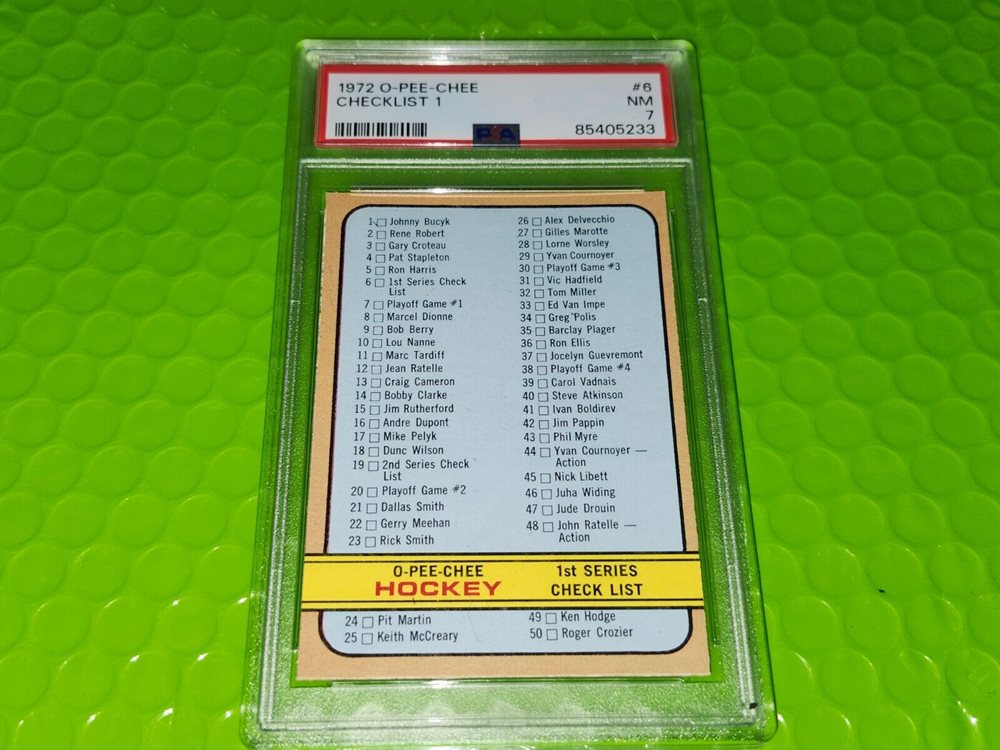 1972 O-PEE-CHEE #6
CHECKLIST 1 NM
7
PSA 85405233
1 Johnny Bucyk
2 Rene Robert
3 Gary Croteau
4 Pat Stapleton
5 Ron Harris
6 1st Series Check
List
7 Playoff Game #1
8 Marcel Dionne
9 Bob Berry
10 Lou Nanne
11 Marc Tardiff
12 Jean Ratelle
13 Craig Cameron
14 Bobby Clarke
15 Jim Rutherford
16 Andre Dupont
17 Mike Pelyk
18 Dunc Wilson
19 2nd Series Check
List
20 Playoff Game #2
21 Dallas Smith
22 Gerry Meehan
23 Rick Smith
26 Alex Delvecchio
27 Gilles Marotte
28 Lorne Worsley
29 Yvan Cournoyer
30 Playoff Game #3
31 Vic Hadfield
32 Tom Miller
33 Ed Van Impe
34 Greg Polis
35 Barclay Plager
36 Ron Ellis
37 Jocelyn Guevremont
38 Playoff Game #4
39 Carol Vadnais
40 Steve Atkinson
41 Ivan Boldirev
42 Jim Pappin
43 Phil Myre
44 Yvan Cournoyer —
Action
45 Nick Libett
46 Juha Widing
47 Jude Drouin
48 John Ratelle —
Action
O-PEE-CHEE
HOCKEY
1st SERIES
CHECK LIST
24 Pit Martin
25 Keith McCreary
49 Ken Hodge
50 Roger Crozier